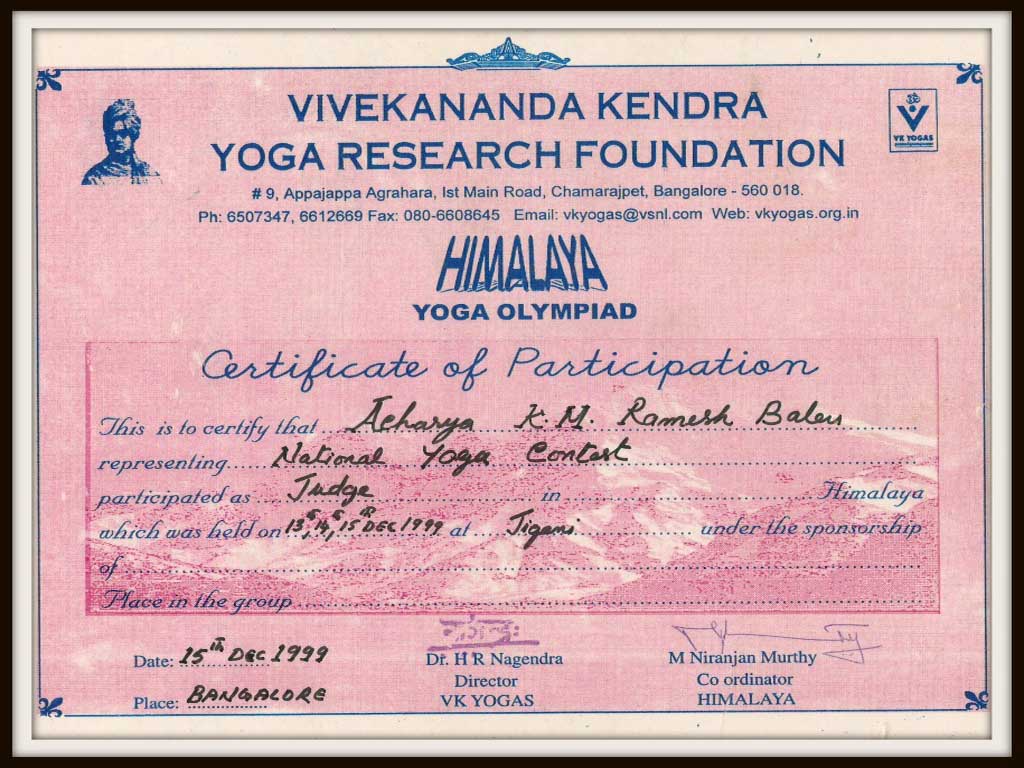 VIVEKANANDA KENDRA
YOGA RESEARCH FOUNDATION
ॐ
VK YOGAS
# 9, Appajappa Agrahara, Ist Main Road, Chamarajpet, Bangalore - 560 018.
Ph: 6507347, 6612669 Fax: 080-6608645 Email: vkyogas@vsnl.com Web: vkyogas.org.in
HIMALAYA
YOGA OLYMPIAD
Certificate of Participation
This is to certify that Acharya K.M. Ramesh Babu
representing National Yoga Contest
participated as Judge in Himalaya
which was held on 13th, 14th, 15th DEC 1999 at Jigani under the sponsorship
of
Place in the group
Date: 15th DEC 1999
Place: BANGALORE
Dr. H R Nagendra
Director
VK YOGAS
M Niranjan Murthy
Co ordinator
HIMALAYA